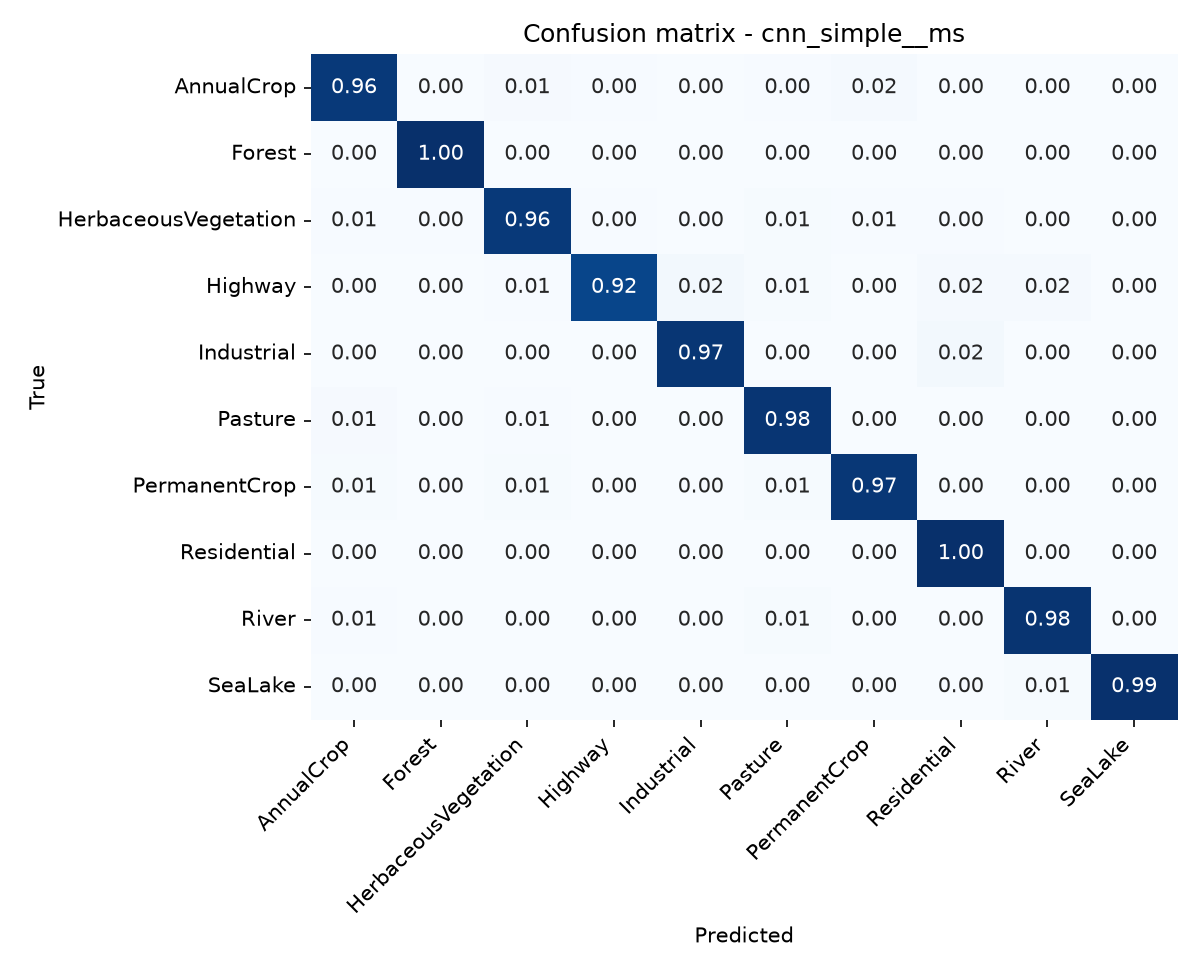 Confusion matrix - cnn_simple__ms
AnnualCrop 0.96 0.00 0.01 0.00 0.00 0.00 0.02 0.00 0.00 0.00
Forest 0.00 1.00 0.00 0.00 0.00 0.00 0.00 0.00 0.00 0.00
HerbaceousVegetation 0.01 0.00 0.96 0.00 0.00 0.01 0.01 0.00 0.00 0.00
Highway 0.00 0.00 0.01 0.92 0.02 0.01 0.00 0.02 0.02 0.00
Industrial 0.00 0.00 0.00 0.00 0.97 0.00 0.00 0.02 0.00 0.00
True
Pasture 0.01 0.00 0.01 0.00 0.00 0.98 0.00 0.00 0.00 0.00
PermanentCrop 0.01 0.00 0.01 0.00 0.00 0.01 0.97 0.00 0.00 0.00
Residential 0.00 0.00 0.00 0.00 0.00 0.00 0.00 1.00 0.00 0.00
River 0.01 0.00 0.00 0.00 0.00 0.01 0.00 0.00 0.98 0.00
SeaLake 0.00 0.00 0.00 0.00 0.00 0.00 0.00 0.00 0.01 0.99
AnnualCrop Forest HerbaceousVegetation Highway Industrial Pasture PermanentCrop Residential River SeaLake
Predicted